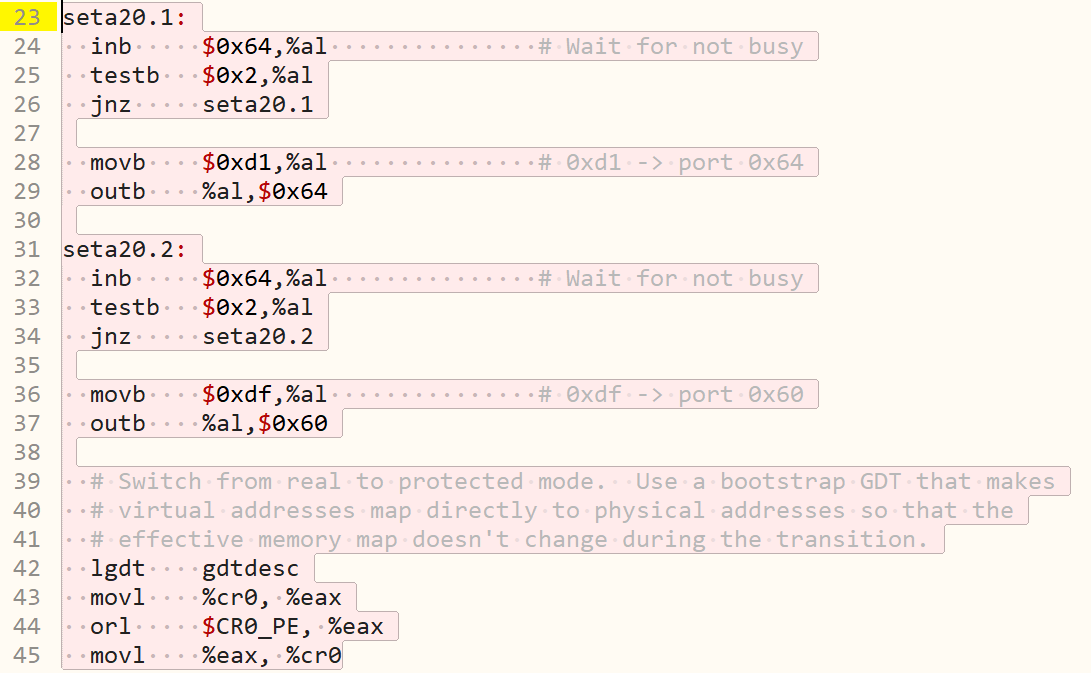 23 seta20.1:
24   inb     $0x64,%al               # Wait for not busy
25   testb   $0x2,%al
26   jnz     seta20.1
27
28   movb    $0xd1,%al               # 0xd1 -> port 0x64
29   outb    %al,$0x64
30
31 seta20.2:
32   inb     $0x64,%al               # Wait for not busy
33   testb   $0x2,%al
34   jnz     seta20.2
35
36   movb    $0xdf,%al               # 0xdf -> port 0x60
37   outb    %al,$0x60
38
39   # Switch from real to protected mode.  Use a bootstrap GDT that makes
40   # virtual addresses map directly to physical addresses so that the
41   # effective memory map doesn't change during the transition.
42   lgdt    gdtdesc
43   movl    %cr0, %eax
44   orl     $CR0_PE, %eax
45   movl    %eax, %cr0